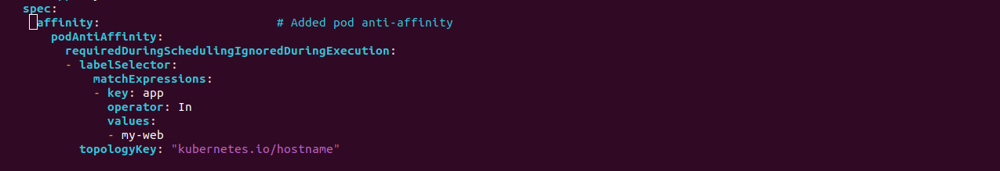 spec:
  affinity:                         # Added pod anti-affinity
    podAntiAffinity:
      requiredDuringSchedulingIgnoredDuringExecution:
      - labelSelector:
          matchExpressions:
          - key: app
            operator: In
            values:
            - my-web
        topologyKey: "kubernetes.io/hostname"